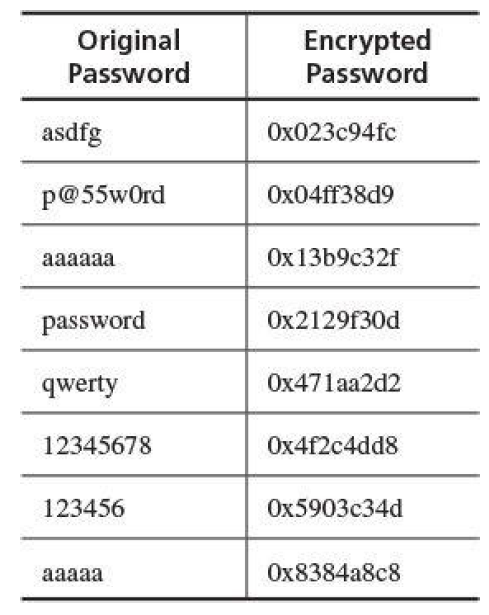 Original Password Encrypted Password
asdfg 0x023c94fc
p@55w0rd 0x04ff38d9
aaaaaa 0x13b9c32f
password 0x2129f30d
qwerty 0x471aa2d2
12345678 0x4f2c4dd8
123456 0x5903c34d
aaaaa 0x8384a8c8